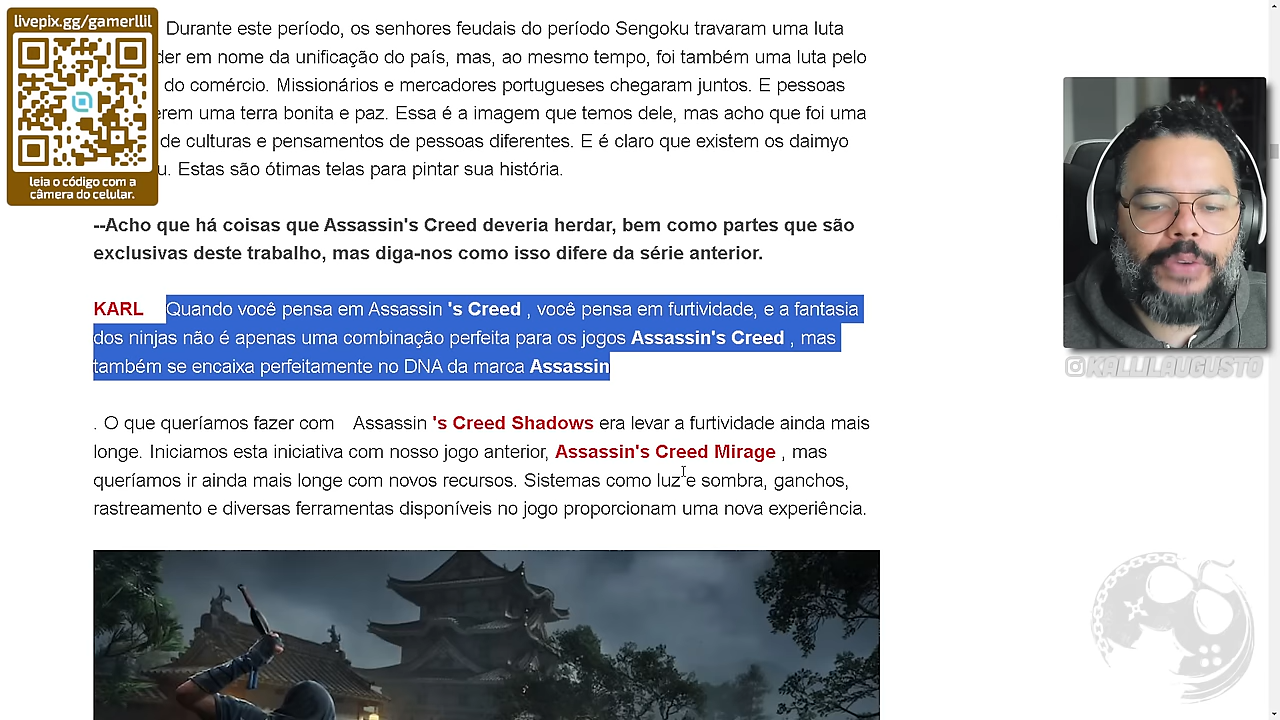 livepix.gg/gamerllil
leia o código com a
câmera do celular.
Durante este período, os senhores feudais do período Sengoku travaram uma luta
der em nome da unificação do país, mas, ao mesmo tempo, foi também uma luta pelo
do comércio. Missionários e mercadores portugueses chegaram juntos. E pessoas
erem uma terra bonita e paz. Essa é a imagem que temos dele, mas acho que foi uma
de culturas e pensamentos de pessoas diferentes. E é claro que existem os daimyo
u. Estas são ótimas telas para pintar sua história.
--Acho que há coisas que Assassin's Creed deveria herdar, bem como partes que são
exclusivas deste trabalho, mas diga-nos como isso difere da série anterior.
KARL Quando você pensa em Assassin 's Creed , você pensa em furtividade, e a fantasia
dos ninjas não é apenas uma combinação perfeita para os jogos Assassin's Creed , mas
também se encaixa perfeitamente no DNA da marca Assassin
. O que queríamos fazer com Assassin 's Creed Shadows era levar a furtividade ainda mais
longe. Iniciamos esta iniciativa com nosso jogo anterior, Assassin's Creed Mirage , mas
queríamos ir ainda mais longe com novos recursos. Sistemas como luz e sombra, ganchos,
rastreamento e diversas ferramentas disponíveis no jogo proporcionam uma nova experiência.
KALLILAUGUSTO